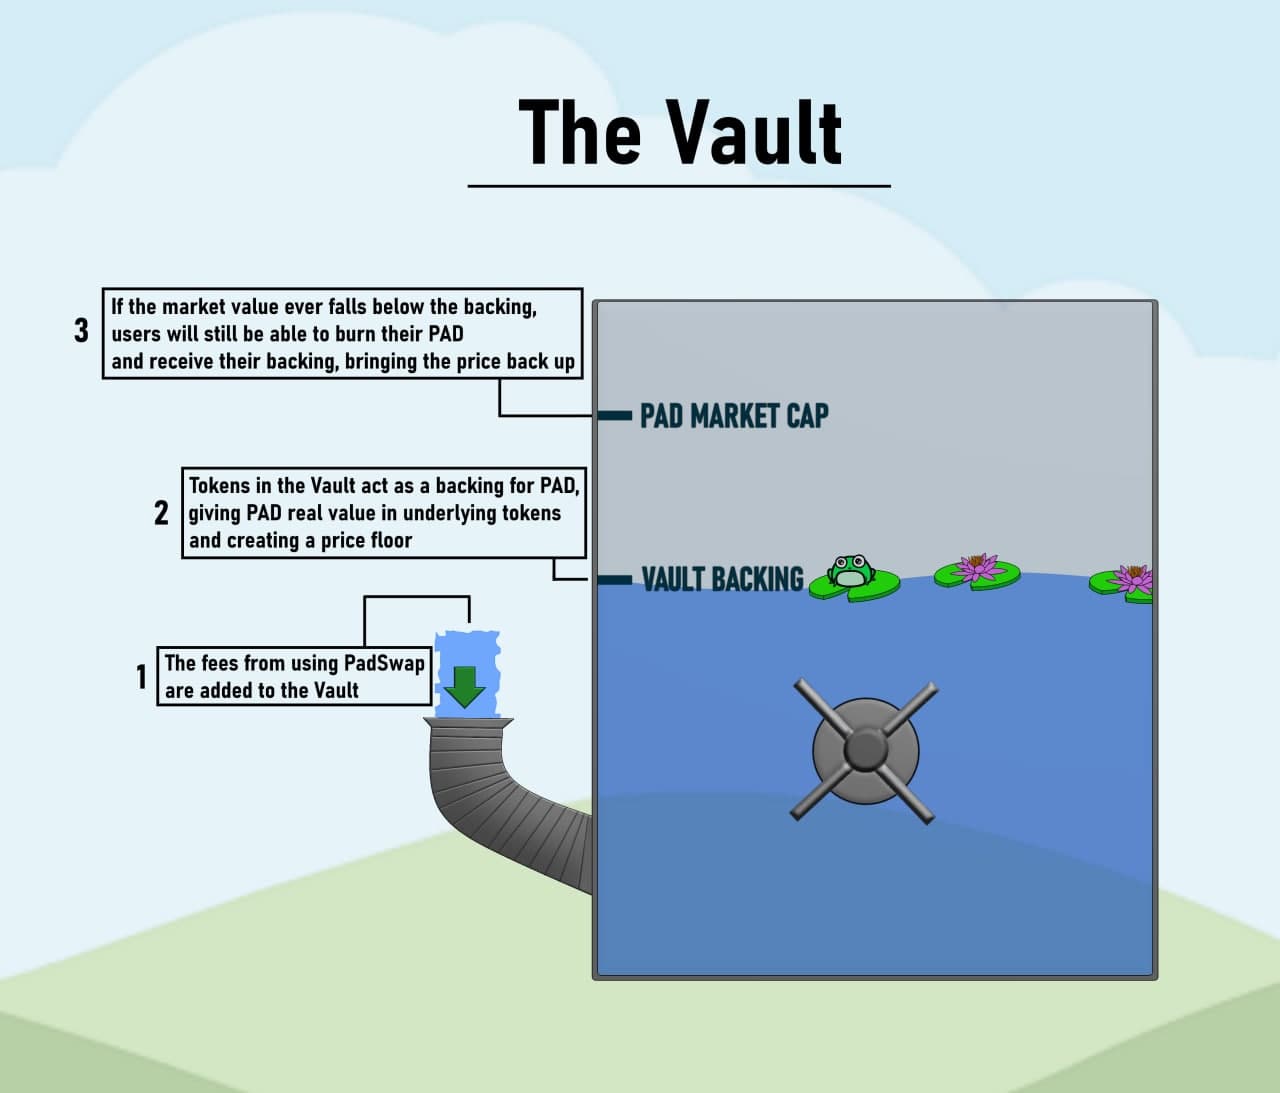 The Vault
3
If the market value ever falls below the backing,
users will still be able to burn their PAD
and receive their backing, bringing the price back up
PAD MARKET CAP
2
Tokens in the Vault act as a backing for PAD,
giving PAD real value in underlying tokens
and creating a price floor
VAULT BACKING
1
The fees from using PadSwap
are added to the Vault